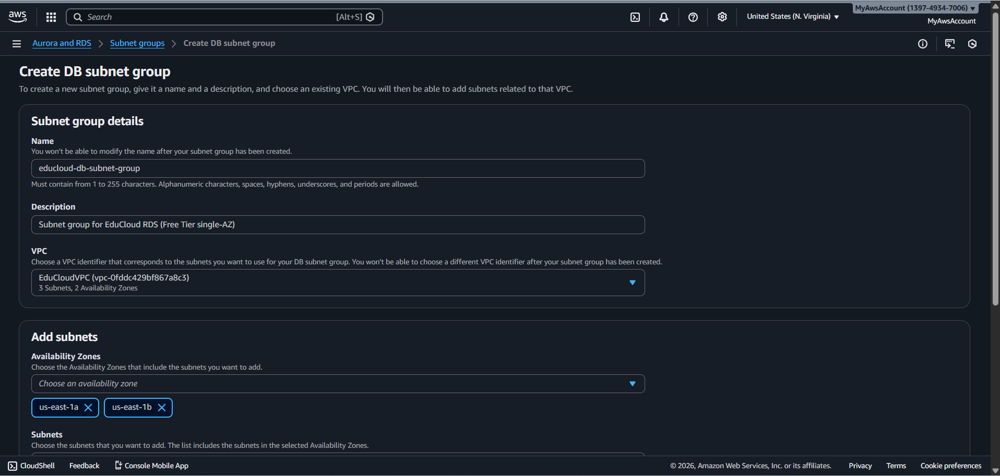 aws
Search [Alt+S]
United States (N. Virginia)
MyAwsAccount (1397-4934-7006)
MyAwsAccount
Aurora and RDS
Subnet groups
Create DB subnet group
Create DB subnet group
To create a new subnet group, give it a name and a description, and choose an existing VPC. You will then be able to add subnets related to that VPC.
Subnet group details
Name
You won't be able to modify the name after your subnet group has been created.
educloud-db-subnet-group
Must contain from 1 to 255 characters. Alphanumeric characters, spaces, hyphens, underscores, and periods are allowed.
Description
Subnet group for EduCloud RDS (Free Tier single-AZ)
VPC
Choose a VPC identifier that corresponds to the subnets you want to use for your DB subnet group. You won't be able to choose a different VPC identifier after your subnet group has been created.
EduCloudVPC (vpc-0fddc429bf867a8c3)
3 Subnets, 2 Availability Zones
Add subnets
Availability Zones
Choose the Availability Zones that include the subnets you want to add.
Choose an availability zone
us-east-1a
us-east-1b
Subnets
Choose the subnets that you want to add. The list includes the subnets in the selected Availability Zones.
CloudShell
Feedback
Console Mobile App
© 2026, Amazon Web Services, Inc. or its affiliates.
Privacy
Terms
Cookie preferences